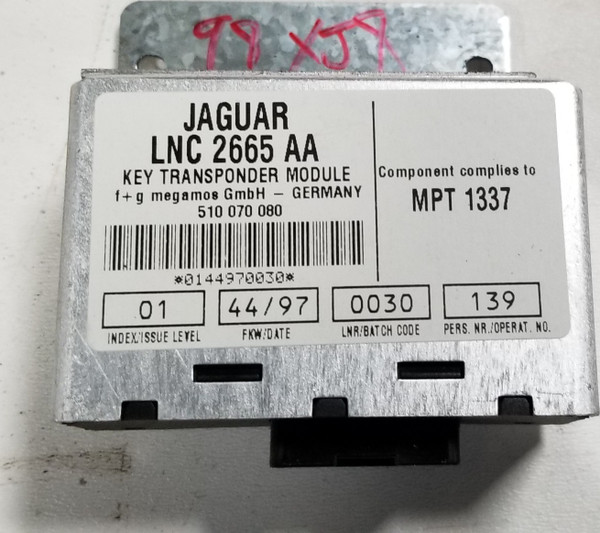 98 XJ8
JAGUAR
LNC 2665 AA
KEY TRANSPONDER MODULE
f+g megamos GmbH – GERMANY
510 070 080
*0144970030*
Component complies to
MPT 1337
01
INDEX/ISSUE LEVEL
44/97
FKW/DATE
0030
LNR/BATCH CODE
139
PERS. NR./OPERAT. NO.